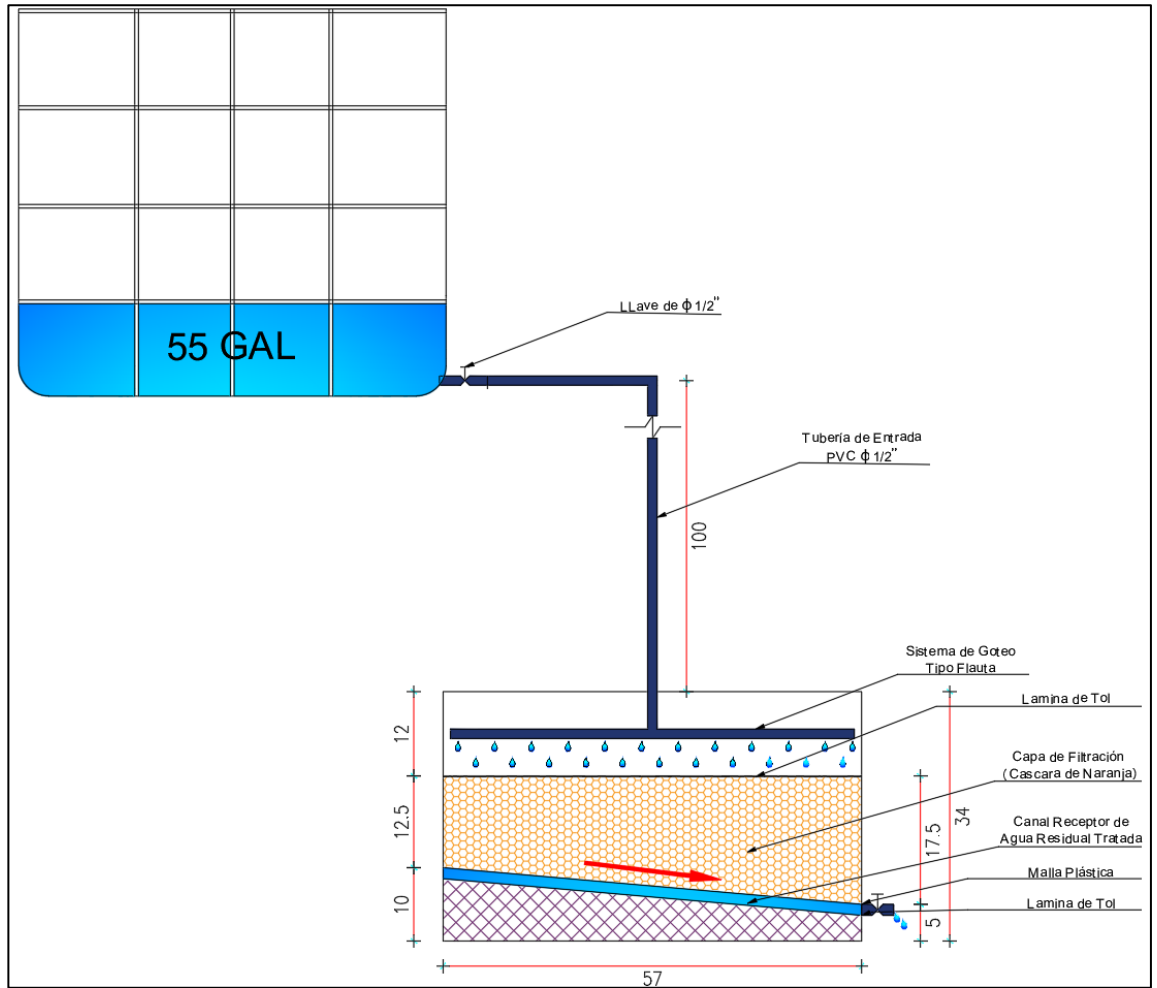 55 GAL
LLave de ϕ 1/2"
Tubería de Entrada
PVC ϕ 1/2"
100
Sistema de Goteo
Tipo Flauta
Lamina de Tol
Capa de Filtración
(Cascara de Naranja)
Canal Receptor de
Agua Residual Tratada
Malla Plástica
Lamina de Tol
12
12.5
10
17.5
34
5
57